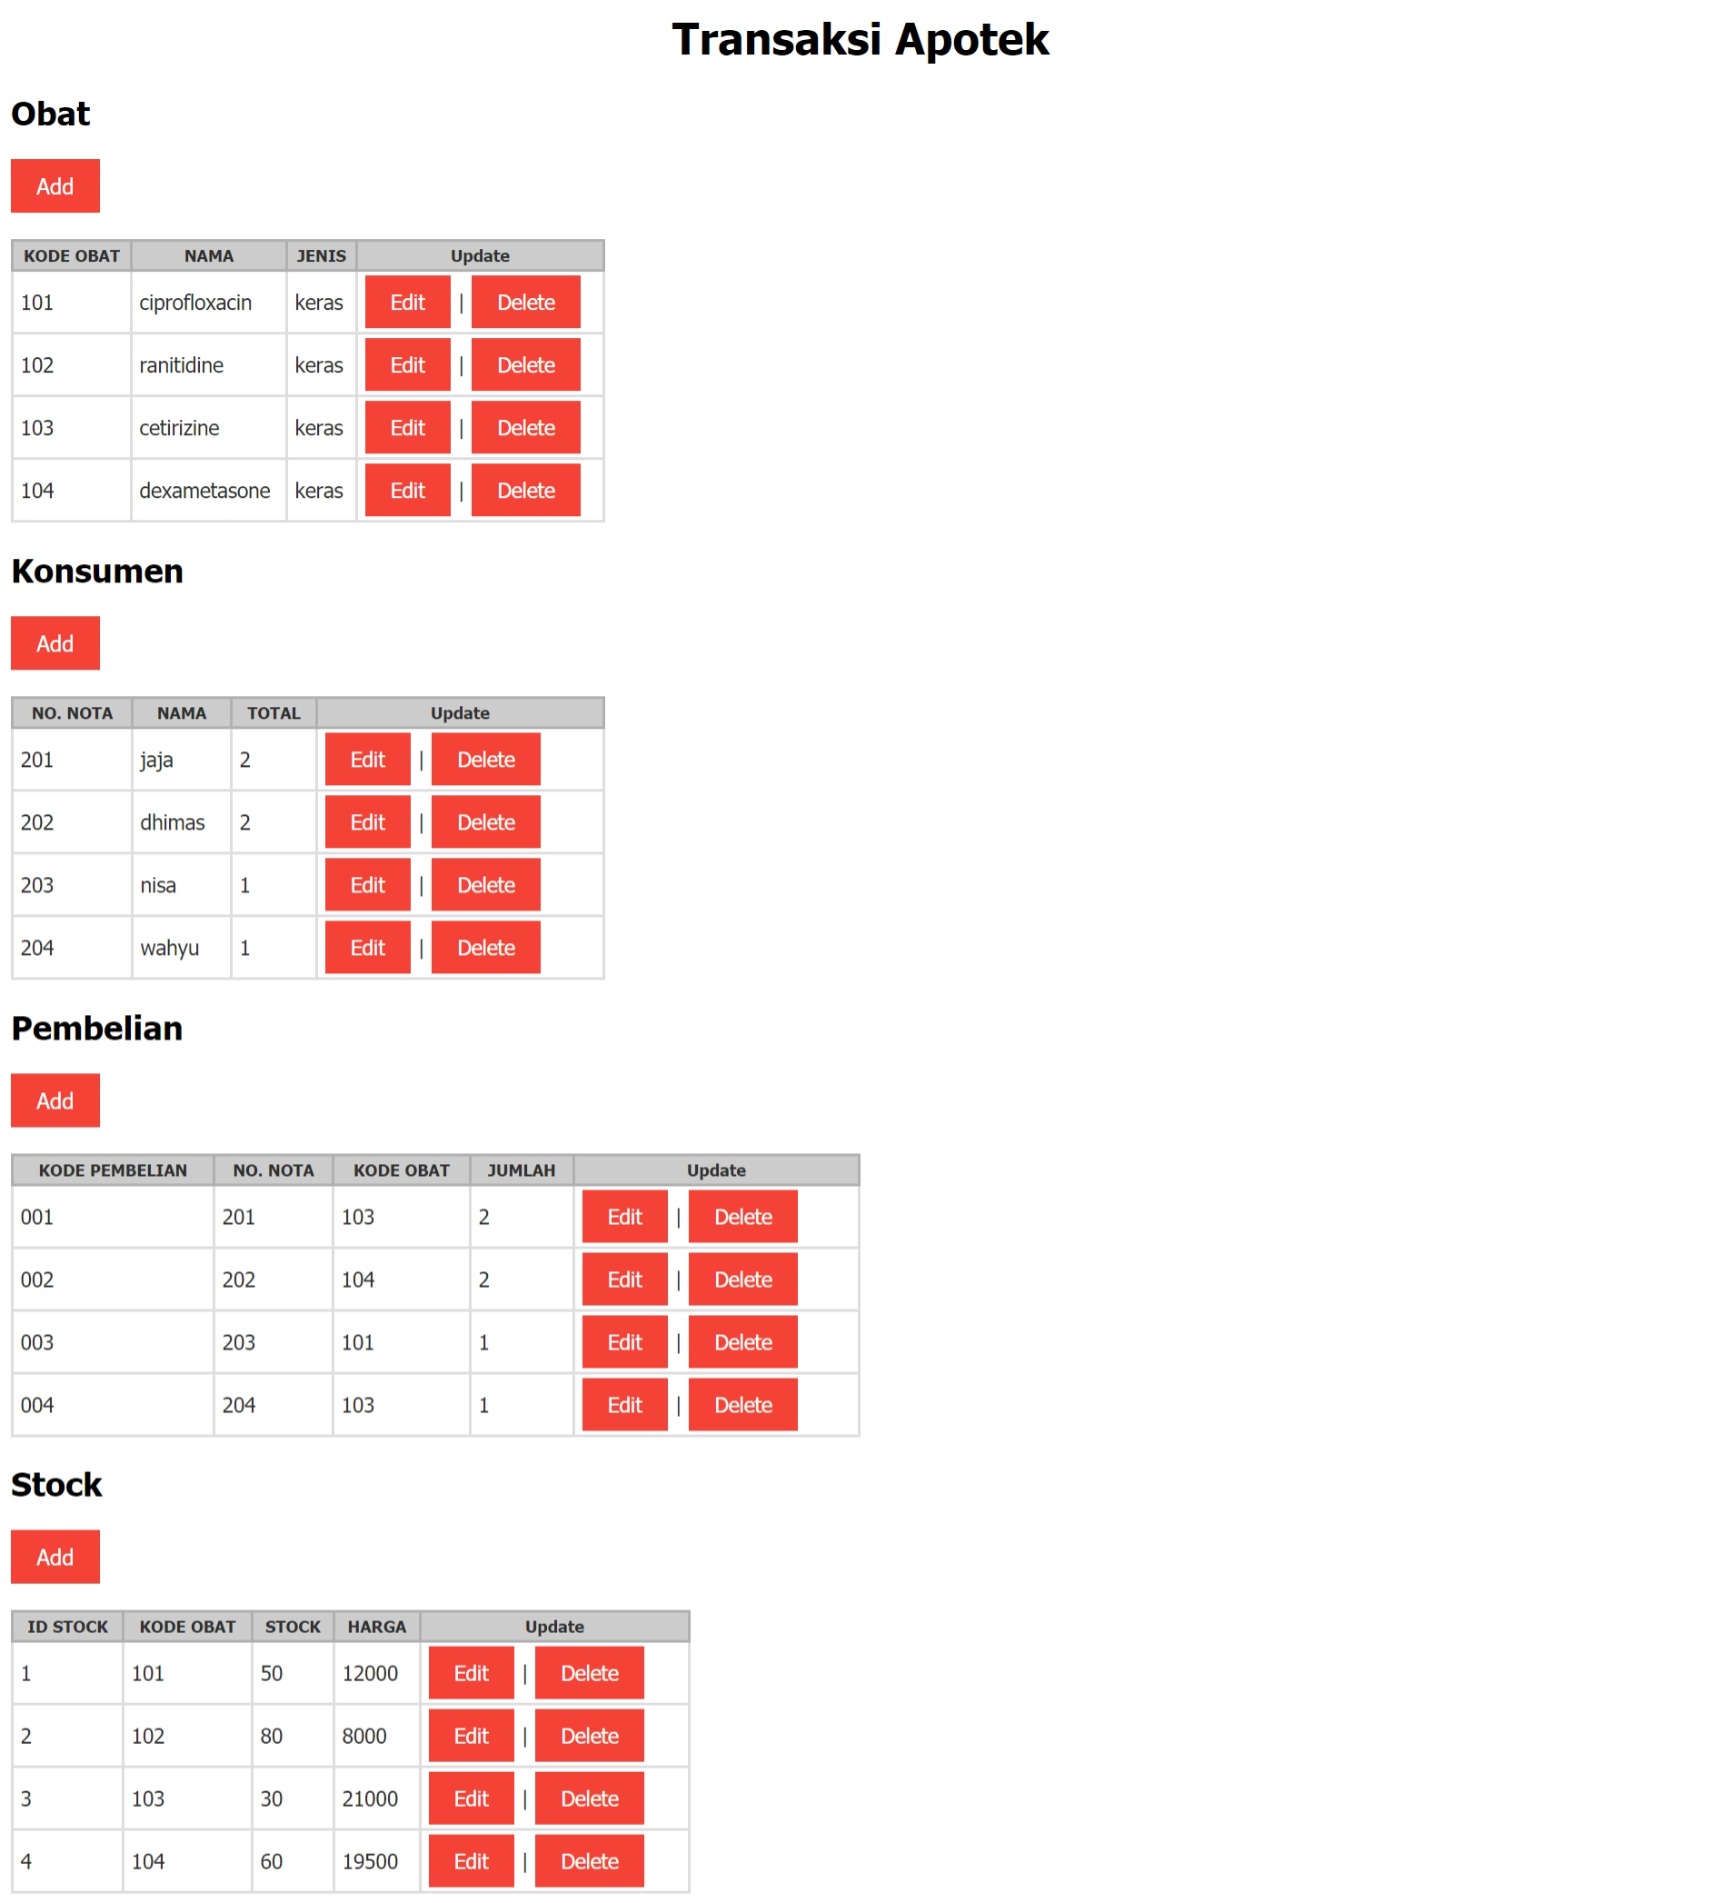 Transaksi Apotek
Obat
Add
KODE OBAT NAMA JENIS Update
101 ciprofloxacin keras Edit | Delete
102 ranitidine keras Edit | Delete
103 cetirizine keras Edit | Delete
104 dexametasone keras Edit | Delete
Konsumen
Add
NO. NOTA NAMA TOTAL Update
201 jaja 2 Edit | Delete
202 dhimas 2 Edit | Delete
203 nisa 1 Edit | Delete
204 wahyu 1 Edit | Delete
Pembelian
Add
KODE PEMBELIAN NO. NOTA KODE OBAT JUMLAH Update
001 201 103 2 Edit | Delete
002 202 104 2 Edit | Delete
003 203 101 1 Edit | Delete
004 204 103 1 Edit | Delete
Stock
Add
ID STOCK KODE OBAT STOCK HARGA Update
1 101 50 12000 Edit | Delete
2 102 80 8000 Edit | Delete
3 103 30 21000 Edit | Delete
4 104 60 19500 Edit | Delete